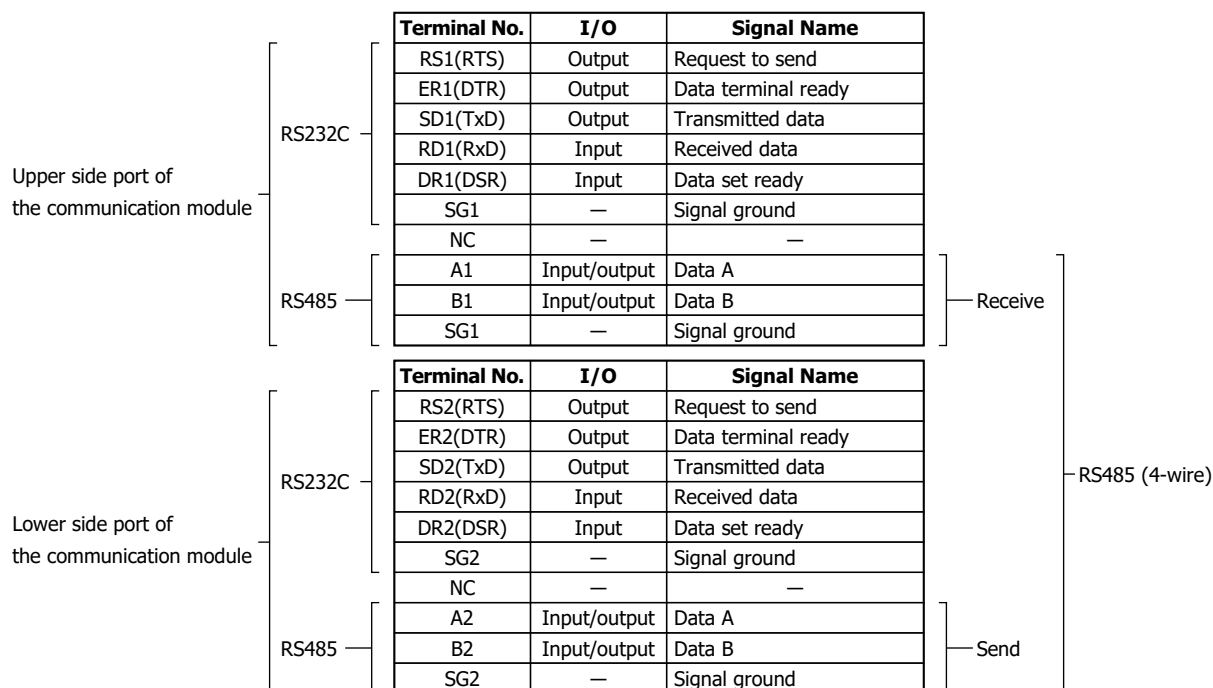 Terminal No. I/O Signal Name
RS1(RTS) Output Request to send
ER1(DTR) Output Data terminal ready
SD1(TxD) Output Transmitted data
RS232C
RD1(RxD) Input Received data
Upper side port of
the communication module
DR1(DSR) Input Data set ready
SG1 — Signal ground
NC — —
A1 Input/output Data A
RS485 B1 Input/output Data B Receive
SG1 — Signal ground
Terminal No. I/O Signal Name
RS2(RTS) Output Request to send
ER2(DTR) Output Data terminal ready
SD2(TxD) Output Transmitted data
RS232C
RS485 (4-wire)
RD2(RxD) Input Received data
Lower side port of
the communication module
DR2(DSR) Input Data set ready
SG2 — Signal ground
NC — —
A2 Input/output Data A
RS485 B2 Input/output Data B Send
SG2 — Signal ground